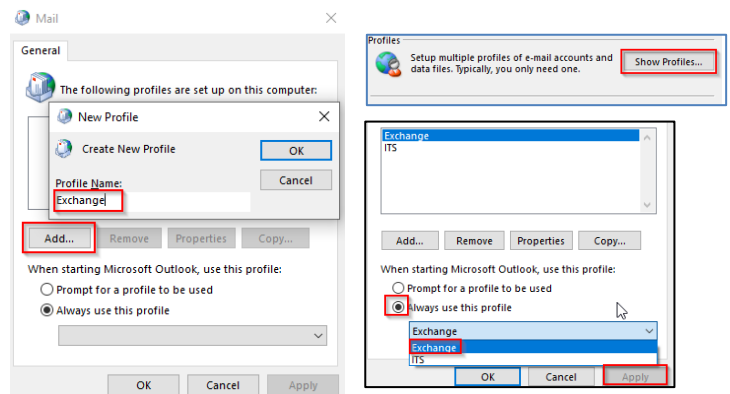 Mail
General
The following profiles are set up on this computer:
New Profile
Create New Profile
OK
Profile Name:
Cancel
Exchange
Add...
Remove
Properties
Copy...
When starting Microsoft Outlook, use this profile:
Prompt for a profile to be used
Always use this profile
OK
Cancel
Apply
Profiles
Setup multiple profiles of e-mail accounts and
data files. Typically, you only need one.
Show Profiles...
Exchange
ITS
Add...
Remove
Properties
Copy...
When starting Microsoft Outlook, use this profile:
Prompt for a profile to be used
Always use this profile
Exchange
Exchange
ITS
OK
Cancel
Apply